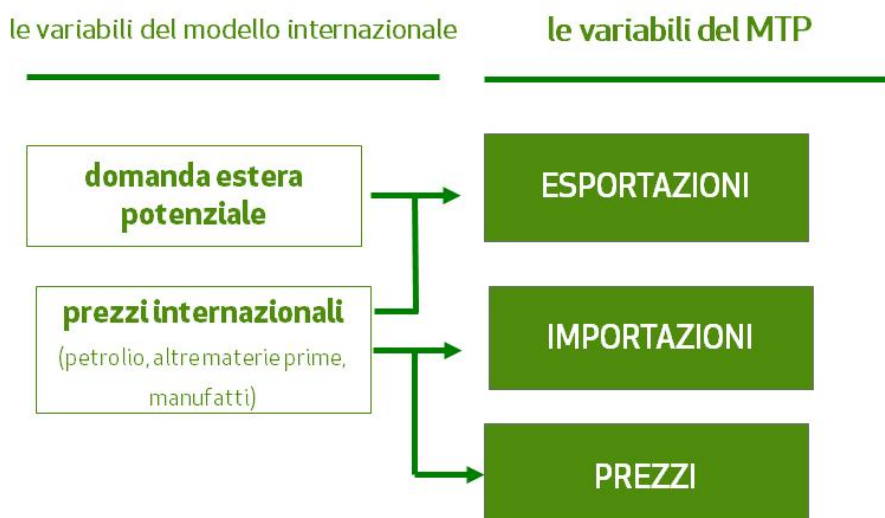 le variabili del modello internazionale
le variabili del MTP
domanda estera
potenziale
ESPORTAZIONI
prezzi internazionali
(petrolio, altre materie prime,
manufatti)
IMPORTAZIONI
PREZZI